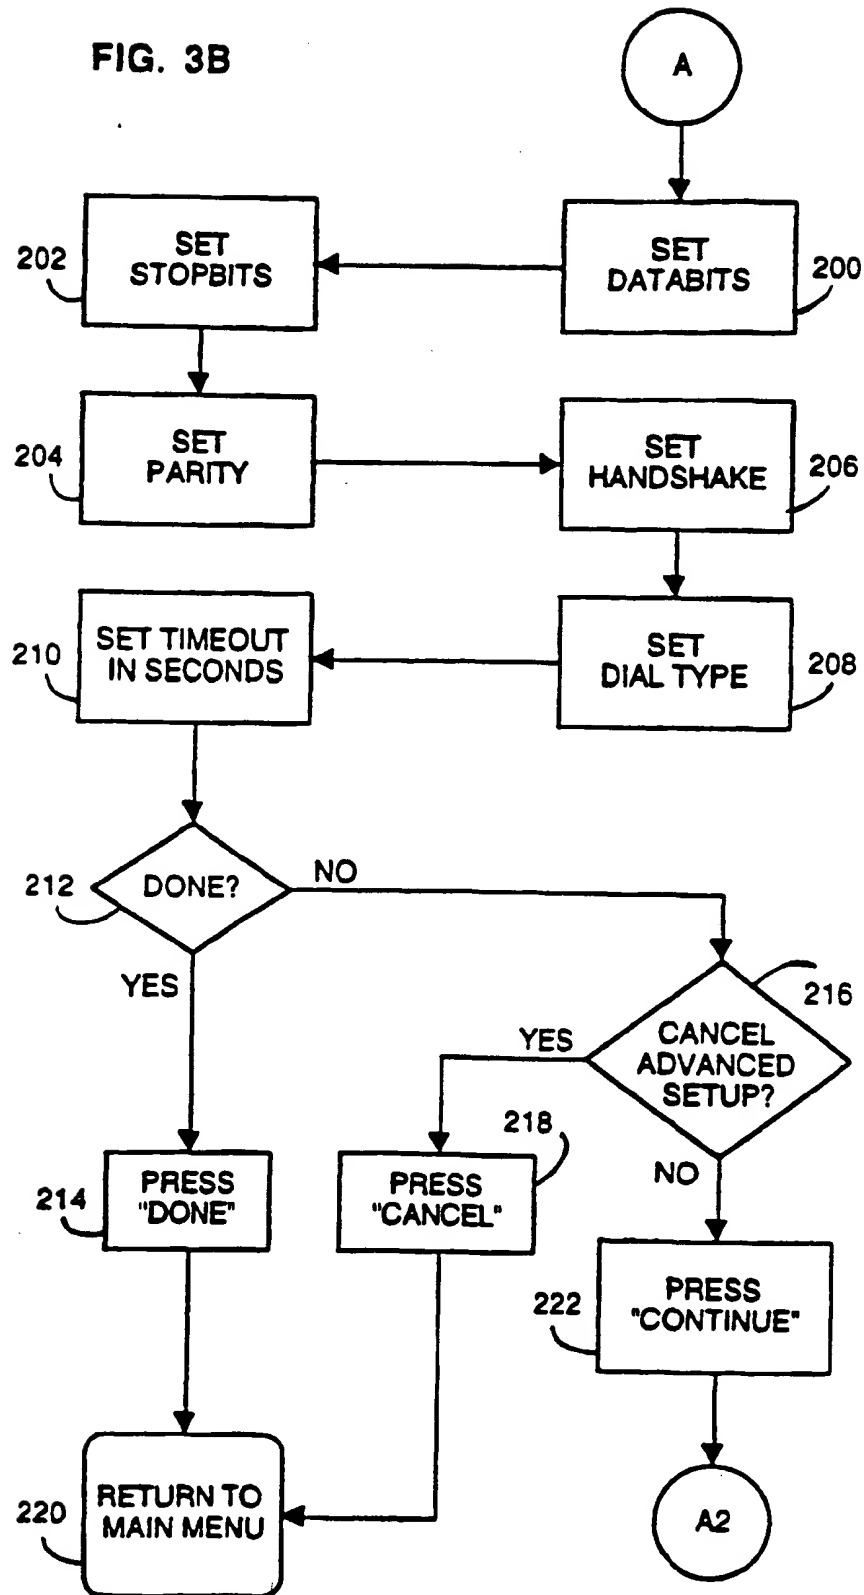 FIG. 3B
A
SET
DATABITS
200
SET
STOPBITS
202
SET
PARITY
204
SET
HANDSHAKE
206
SET
DIAL TYPE
208
SET TIMEOUT
IN SECONDS
210
DONE?
212
NO
YES
CANCEL
ADVANCED
SETUP?
216
YES
NO
PRESS
"DONE"
214
PRESS
"CANCEL"
218
PRESS
"CONTINUE"
222
RETURN TO
MAIN MENU
220
A2